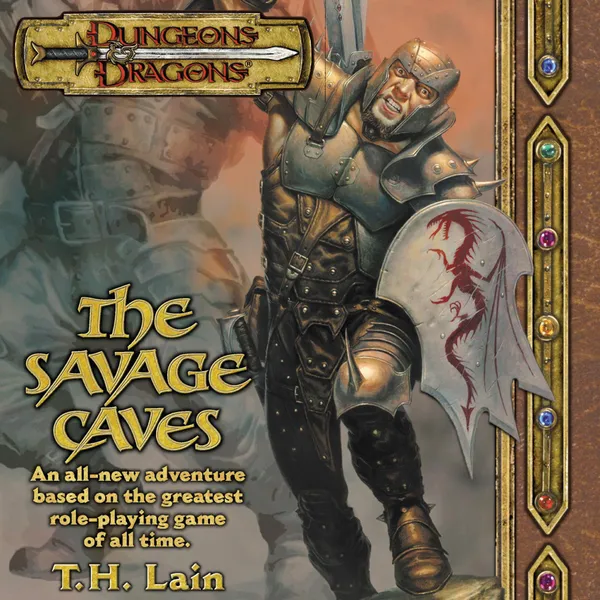 DUNGEONS
&
DRAGONS®
THE
SAVAGE
CAVES
An all-new adventure
based on the greatest
role-playing game
of all time.
T.H. Lain